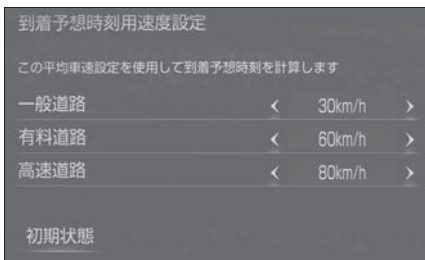 到着予想時刻用速度設定
この平均車速設定を使用して到着予想時刻を計算します
一般道路 < 30km/h >
有料道路 < 60km/h >
高速道路 < 80km/h >
初期状態